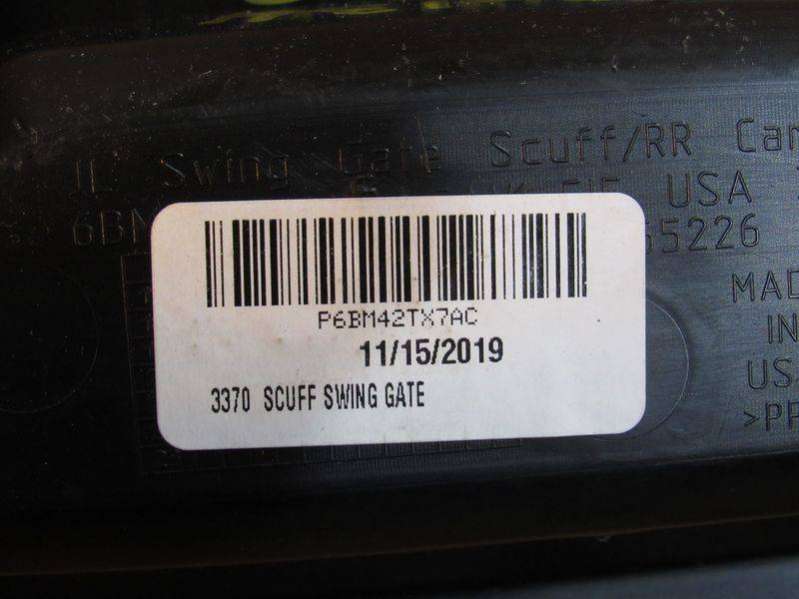 JL Swing Gate Scuff/RR Car
6BM USA
65226
P6BM42TX7AC
11/15/2019
3370 SCUFF SWING GATE
MAD
IN
US
>PP